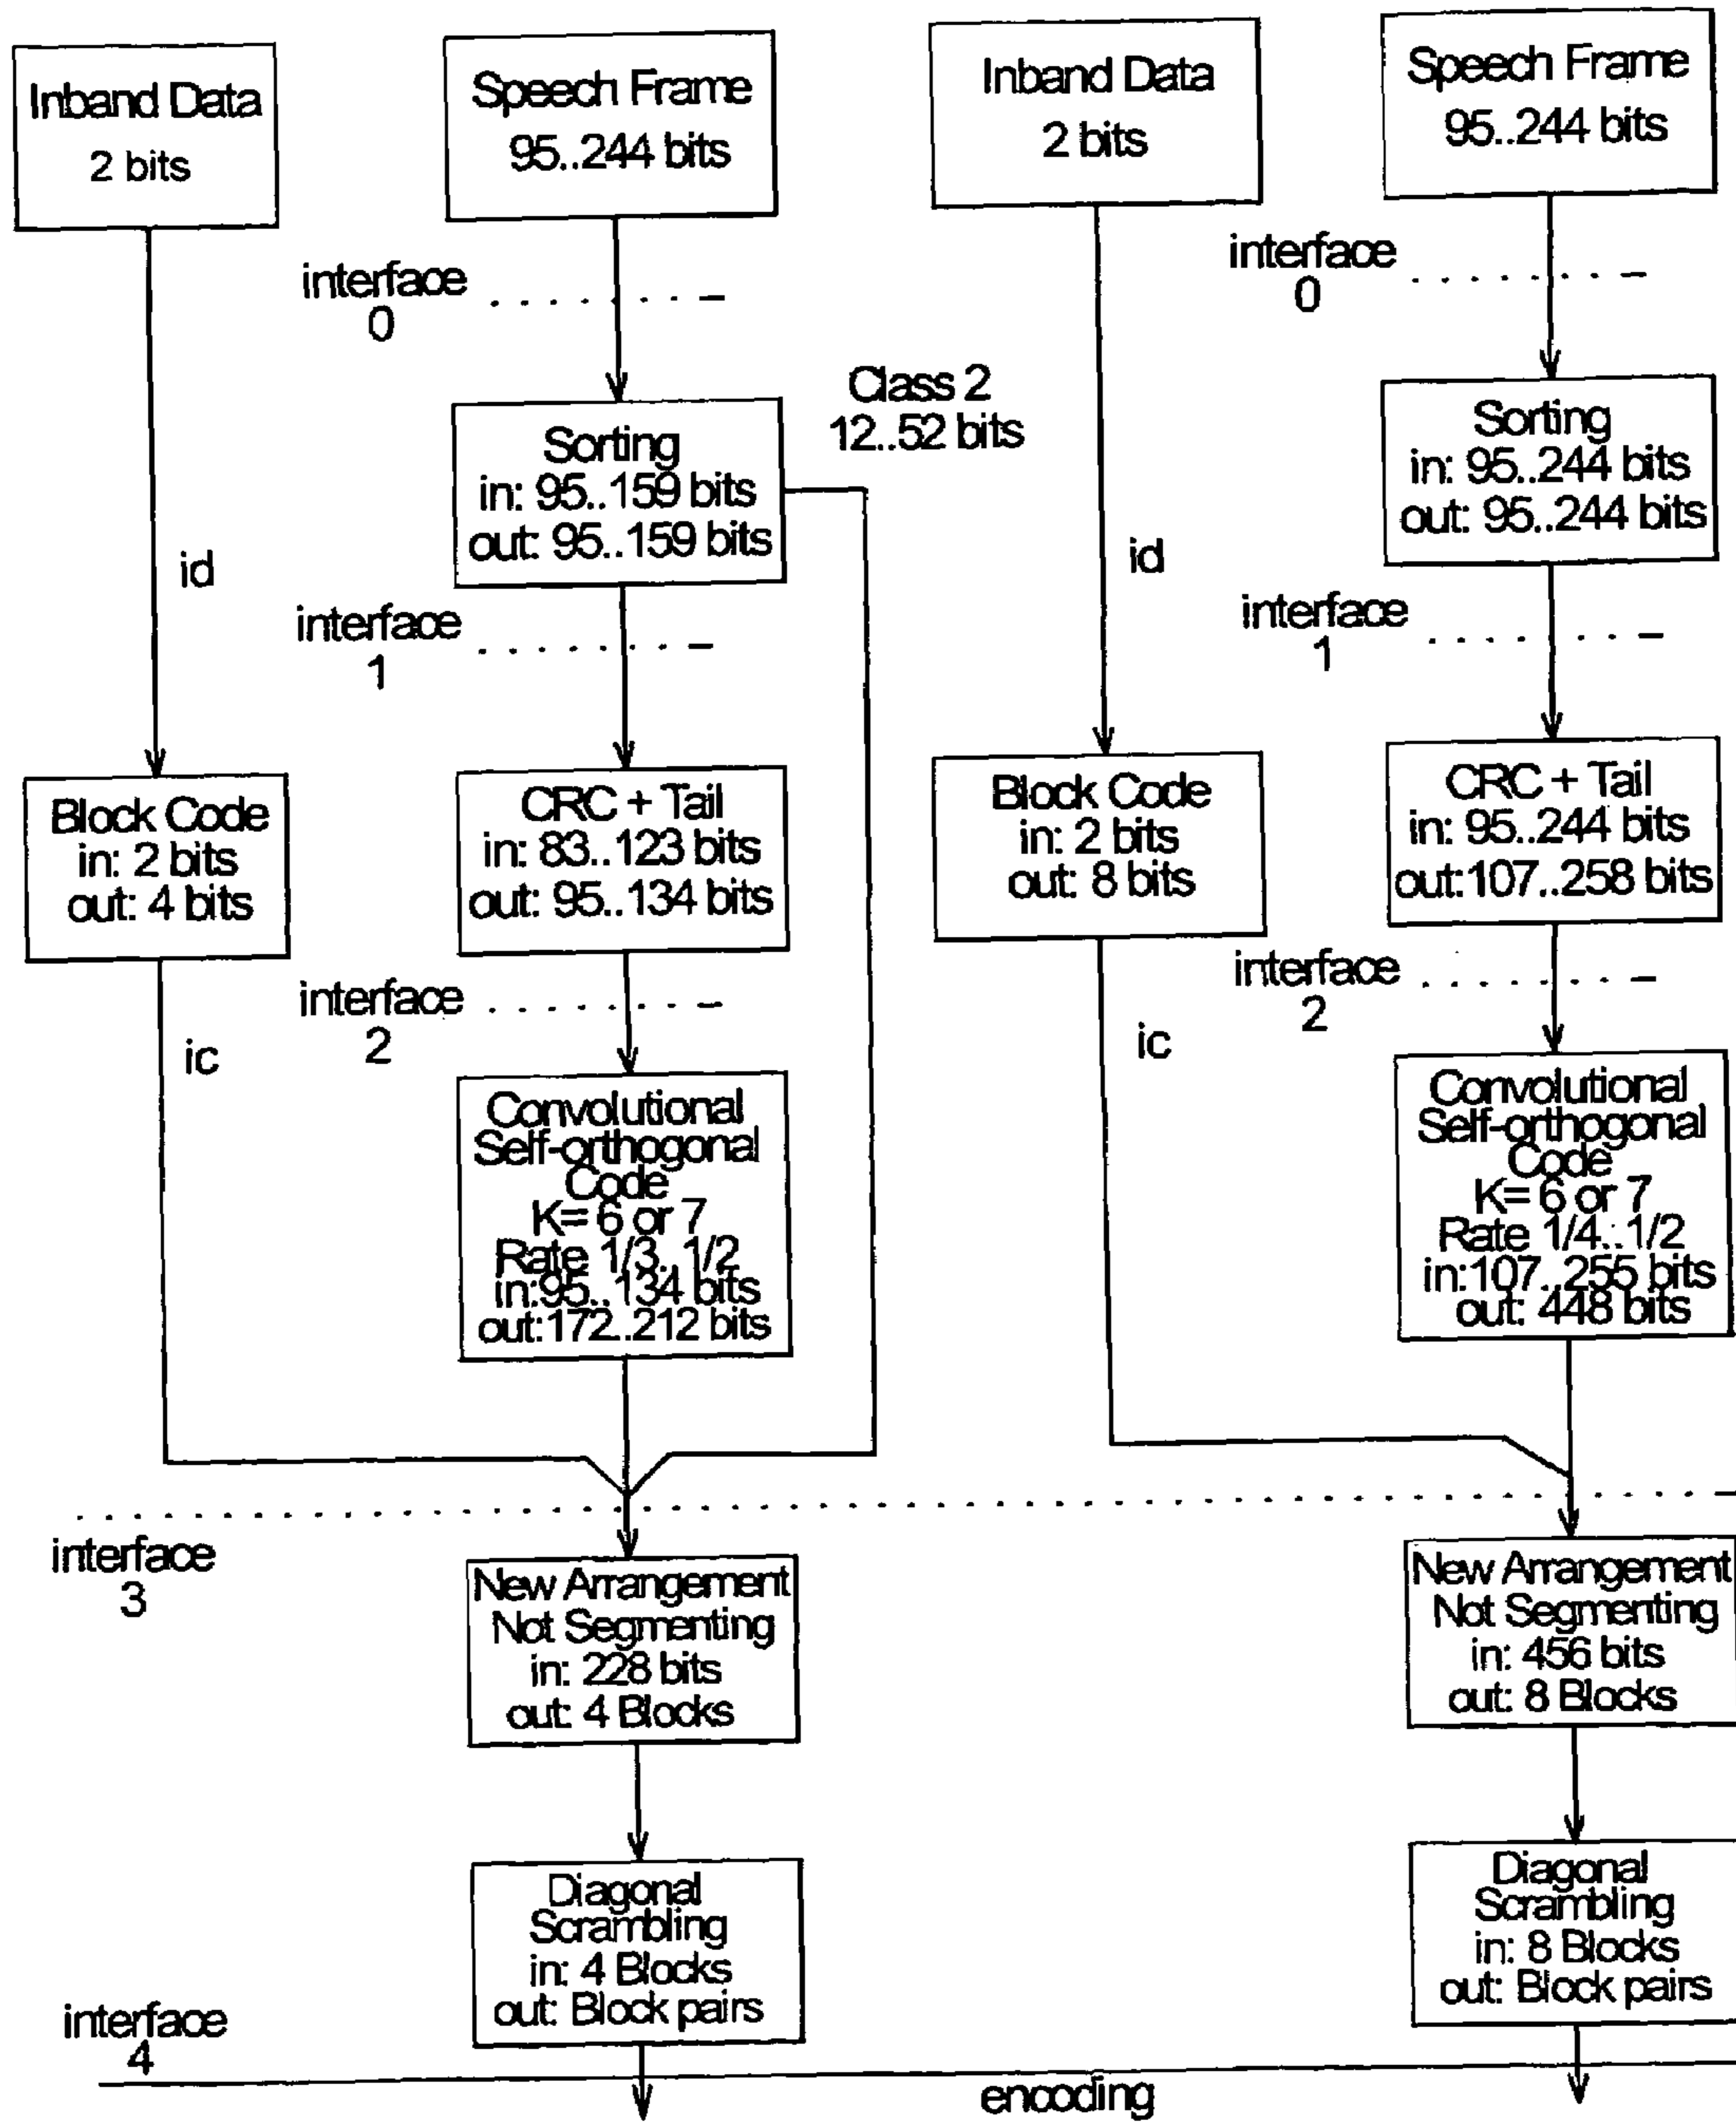 Inband Data
2 bits
Speech Frame
95..244 bits
Inband Data
2 bits
Speech Frame
95..244 bits
interface
0
interface
0
Class 2
12..52 bits
Sorting
in: 95..159 bits
out: 95..159 bits
Sorting
in: 95..244 bits
out: 95..244 bits
id
id
interface
1
interface
1
Block Code
in: 2 bits
out: 4 bits
CRC + Tail
in: 83..123 bits
out: 95..134 bits
Block Code
in: 2 bits
out: 8 bits
CRC + Tail
in: 95..244 bits
out:107..258 bits
interface
2
interface
2
ic
ic
Convolutional
Self-orthogonal
Code
K= 6 or 7
Rate 1/3..1/2
in:95..134 bits
out:172..212 bits
Convolutional
Self-orthogonal
Code
K= 6 or 7
Rate 1/4..1/2
in:107..255 bits
out: 448 bits
interface
3
New Arrangement
Not Segmenting
in: 228 bits
out: 4 Blocks
New Arrangement
Not Segmenting
in: 456 bits
out: 8 Blocks
Diagonal
Scrambling
in: 4 Blocks
out: Block pairs
Diagonal
Scrambling
in: 8 Blocks
out: Block pairs
interface
4
encoding